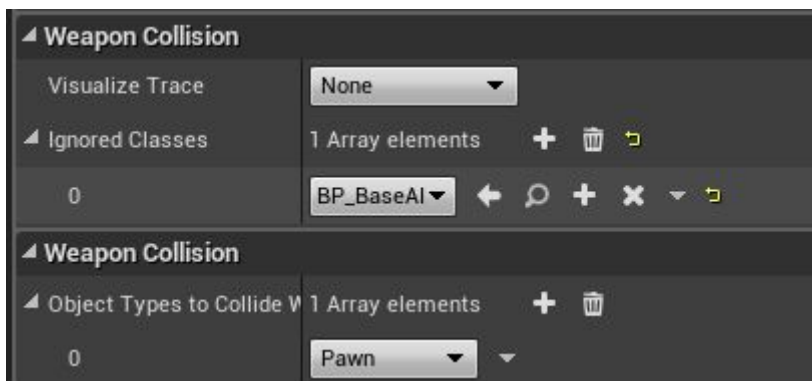 Weapon Collision
Visualize Trace None
Ignored Classes 1 Array elements
0 BP_BaseAI
Weapon Collision
Object Types to Collide W 1 Array elements
0 Pawn